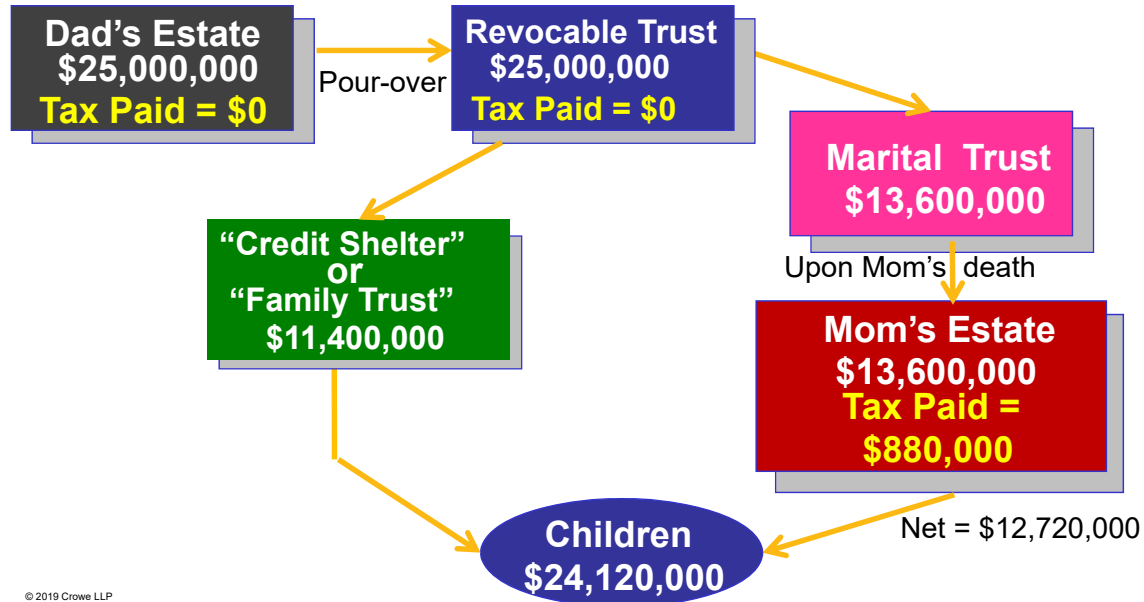 Dad's Estate
$25,000,000
Tax Paid = $0
Pour-over
Revocable Trust
$25,000,000
Tax Paid = $0
Marital Trust
$13,600,000
"Credit Shelter"
or
"Family Trust"
$11,400,000
Upon Mom's death
Mom's Estate
$13,600,000
Tax Paid =
$880,000
Net = $12,720,000
Children
$24,120,000
© 2019 Crowe LLP